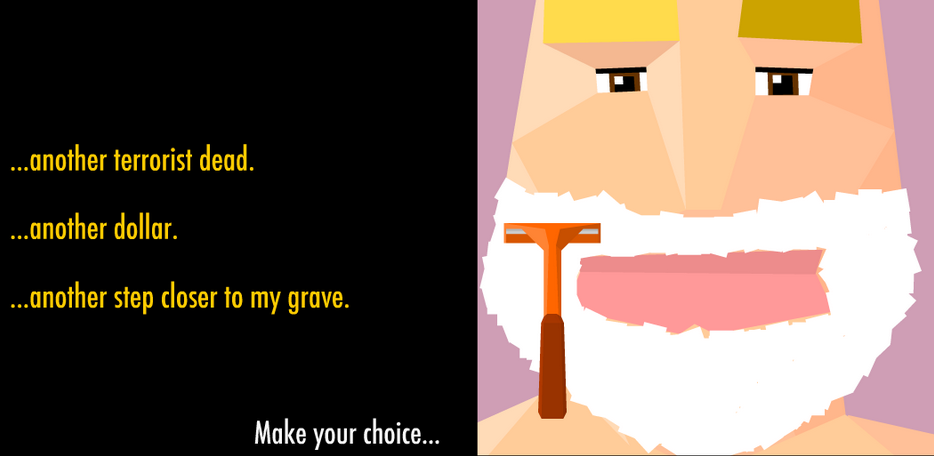 ...another terrorist dead.
...another dollar.
...another step closer to my grave.
Make your choice...